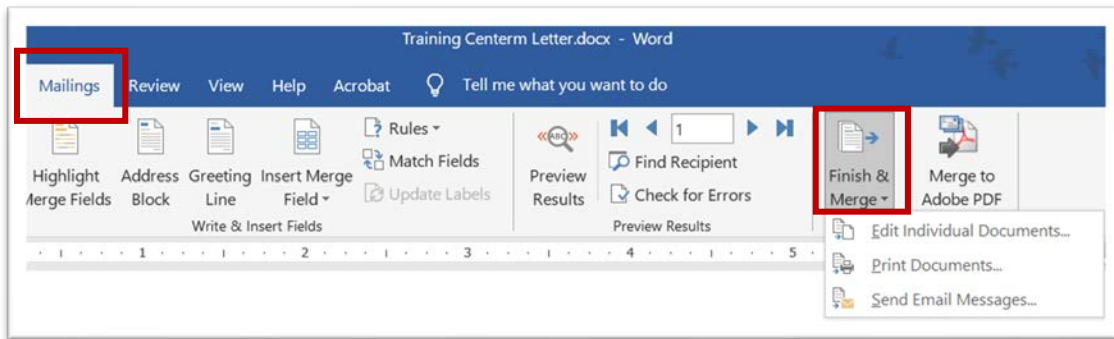 Training Centerm Letter.docx - Word
Mailings Review View Help Acrobat Tell me what you want to do
Rules
Match Fields
Update Labels
Highlight
Merge Fields
Address
Block
Greeting
Line
Insert Merge
Field
Write & Insert Fields
«ABC»
Preview
Results
1
Find Recipient
Check for Errors
Preview Results
Finish &
Merge
Merge to
Adobe PDF
Edit Individual Documents...
Print Documents...
Send Email Messages...
1 2 3 4 5